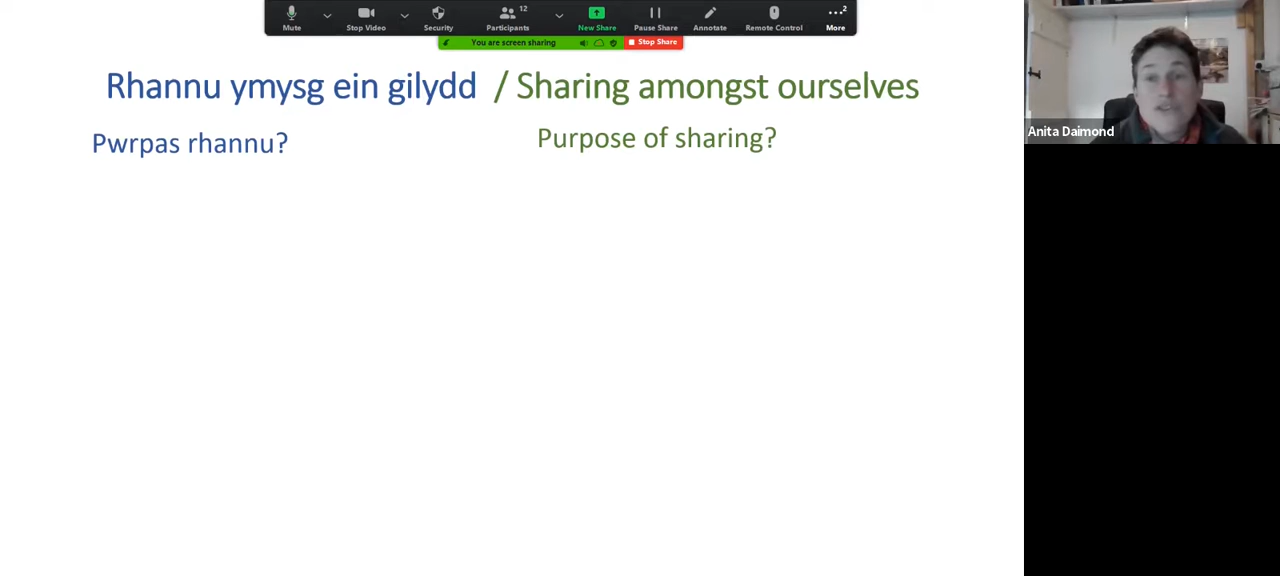 12
2
Mute
Stop Video
Security
Participants
New Share
Pause Share
Annotate
Remote Control
More
You are screen sharing
Stop Share
Rhannu ymysg ein gilydd / Sharing amongst ourselves
Pwrpas rhannu?
Purpose of sharing?
Anita Daimond